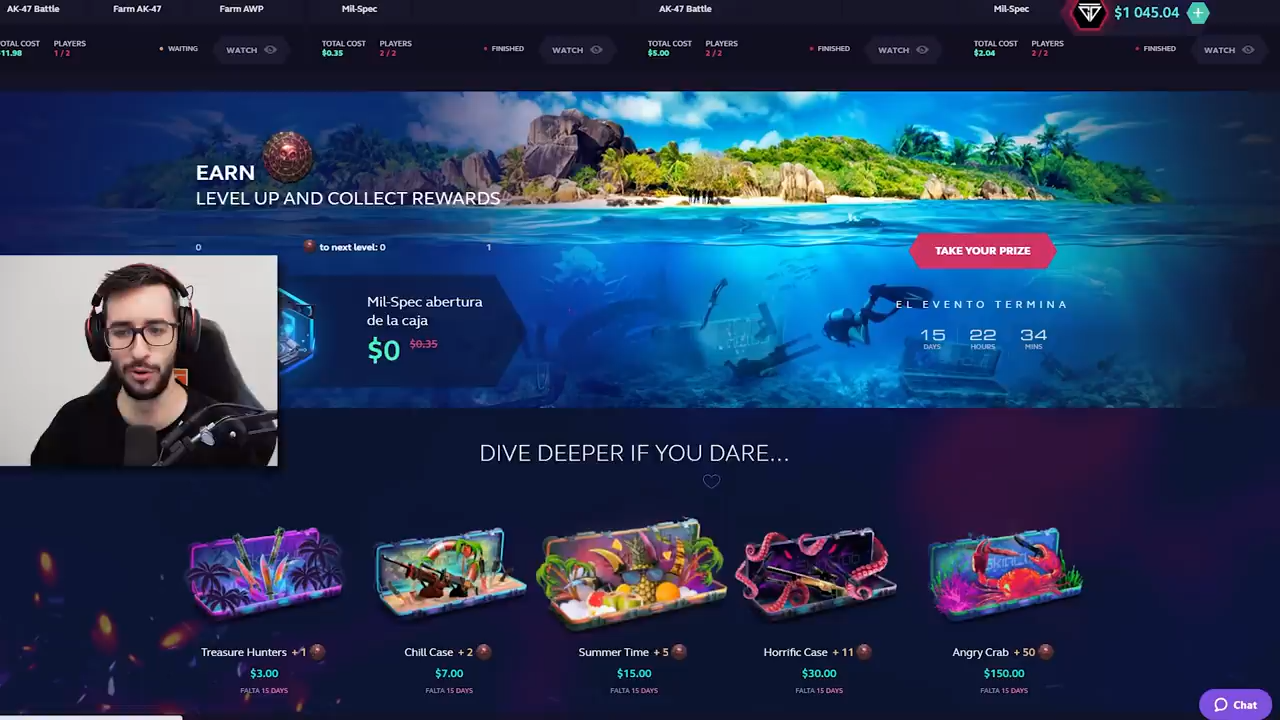 AK-47 Battle
Farm AK-47
Farm AWP
Mil-Spec
AK-47 Battle
Mil-Spec
$1 045.04
OTAL COST
PLAYERS
WAITING
WATCH
TOTAL COST
PLAYERS
FINISHED
WATCH
TOTAL COST
PLAYERS
FINISHED
WATCH
TOTAL COST
PLAYERS
FINISHED
WATCH
11.98
1 / 2
$0.35
2 / 2
$5.00
2 / 2
$2.04
2 / 2
EARN
LEVEL UP AND COLLECT REWARDS
0
to next level: 0
1
TAKE YOUR PRIZE
Mil-Spec abertura
de la caja
$0 $0.35
EL EVENTO TERMINA
15 22 34
DAYS HOURS MINS
DIVE DEEPER IF YOU DARE...
Treasure Hunters + 1
Chill Case + 2
Summer Time + 5
Horrific Case + 11
Angry Crab + 50
$3.00
$7.00
$15.00
$30.00
$150.00
FALTA 15 DAYS
FALTA 15 DAYS
FALTA 15 DAYS
FALTA 15 DAYS
FALTA 15 DAYS
Chat